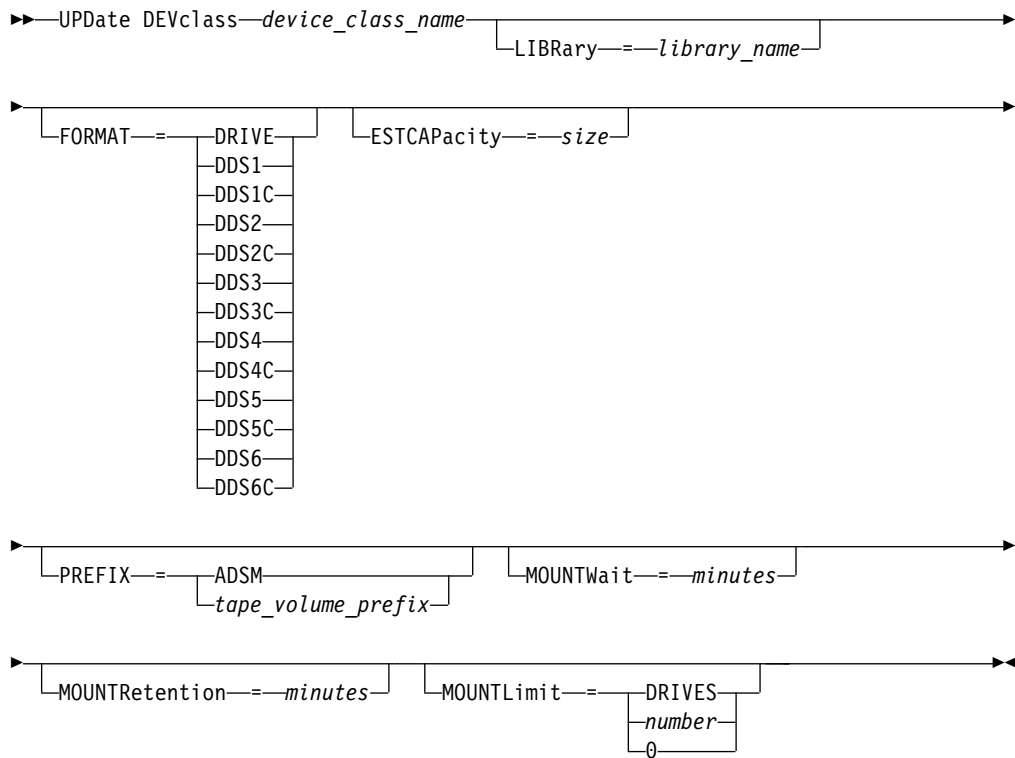 UPDate DEVclass device_class_name
LIBRary = library_name
FORMAT = DRIVE ESTCAPacity = size
DDS1
DDS1C
DDS2
DDS2C
DDS3
DDS3C
DDS4
DDS4C
DDS5
DDS5C
DDS6
DDS6C
PREFIX = ADSM MOUNTWait = minutes
tape_volume_prefix
MOUNTRetention = minutes MOUNTLimit = DRIVES
number
0